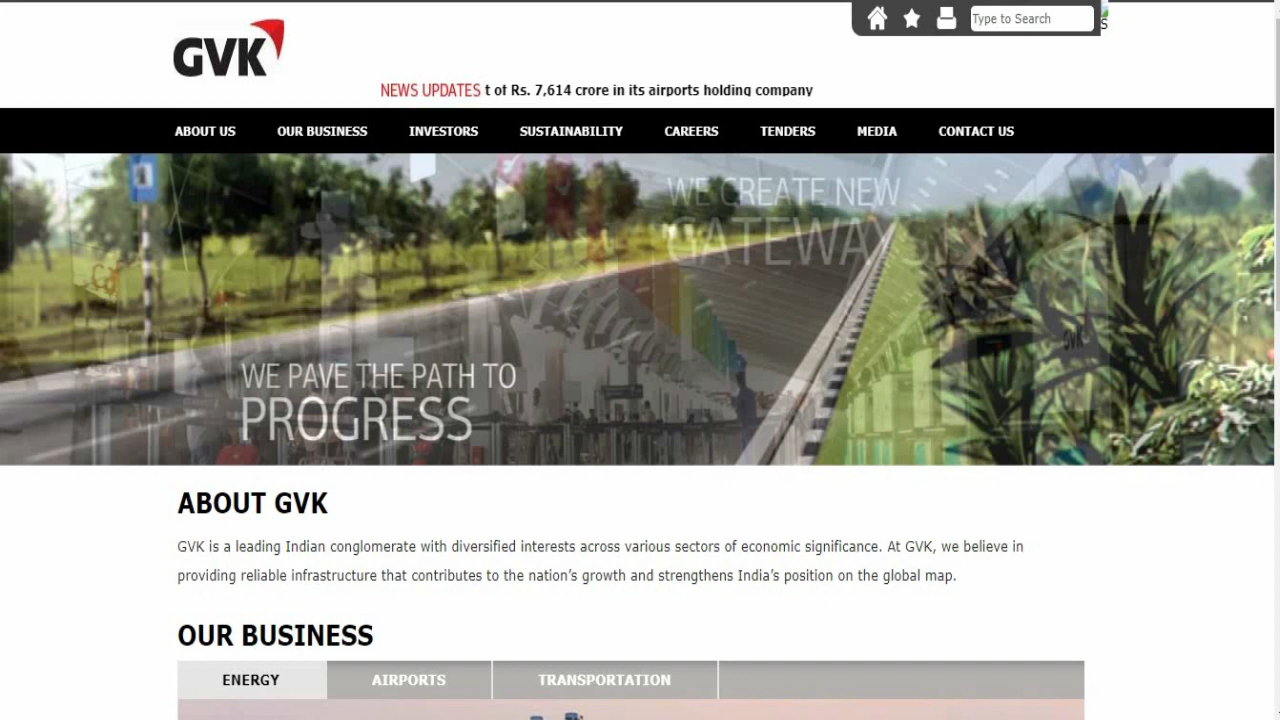 Type to Search
S
GVK
NEWS UPDATES t of Rs. 7,614 crore in its airports holding company
ABOUT US OUR BUSINESS INVESTORS SUSTAINABILITY CAREERS TENDERS MEDIA CONTACT US
WE CREATE NEW
GATEWAYS
GVK
WE PAVE THE PATH TO
PROGRESS
ABOUT GVK
GVK is a leading Indian conglomerate with diversified interests across various sectors of economic significance. At GVK, we believe in
providing reliable infrastructure that contributes to the nation’s growth and strengthens India’s position on the global map.
OUR BUSINESS
ENERGY AIRPORTS TRANSPORTATION